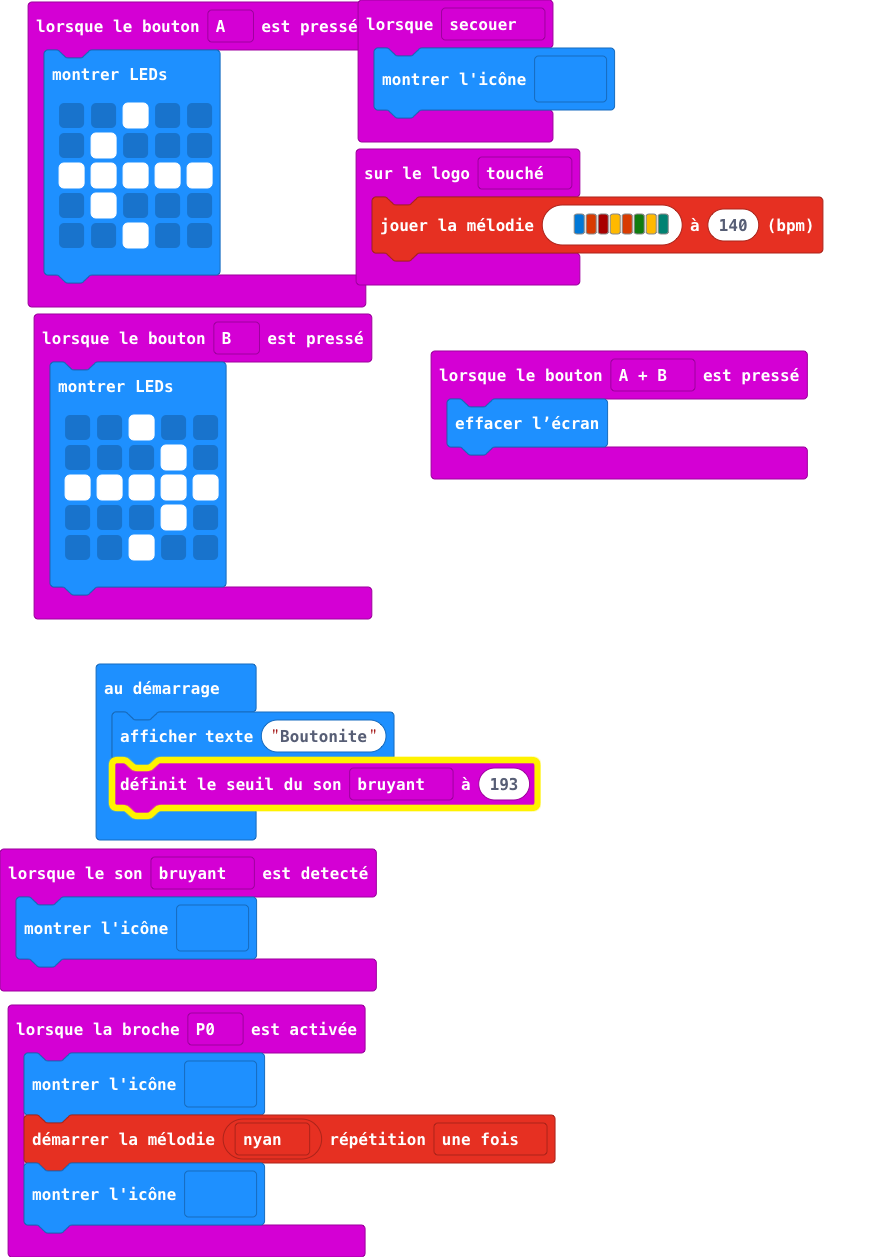 lorsque le bouton A est pressé
montrer LEDs
lorsque secouer
montrer l'icône
sur le logo touché
jouer la mélodie à 140 (bpm)
lorsque le bouton B est pressé
montrer LEDs
lorsque le bouton A + B est pressé
effacer l’écran
au démarrage
afficher texte "Boutonite"
définit le seuil du son bruyant à 193
lorsque le son bruyant est detecté
montrer l'icône
lorsque la broche P0 est activée
montrer l'icône
démarrer la mélodie nyan répétition une fois
montrer l'icône